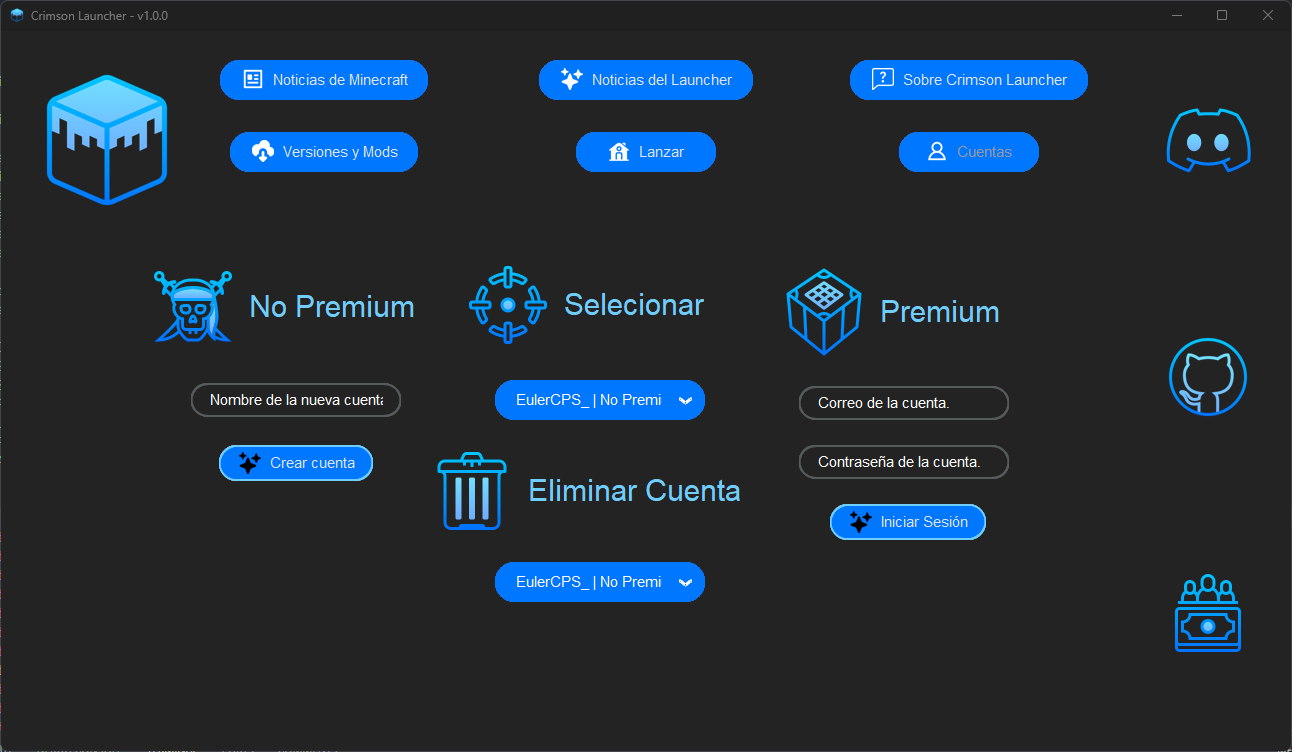 Crimson Launcher - v1.0.0
Noticias de Minecraft
Noticias del Launcher
Sobre Crimson Launcher
Versiones y Mods
Lanzar
Cuentas
No Premium
Selecionar
Premium
Nombre de la nueva cuenta
EulerCPS_ | No Premi
Correo de la cuenta.
Crear cuenta
Contraseña de la cuenta.
Eliminar Cuenta
Iniciar Sesión
EulerCPS_ | No Premi